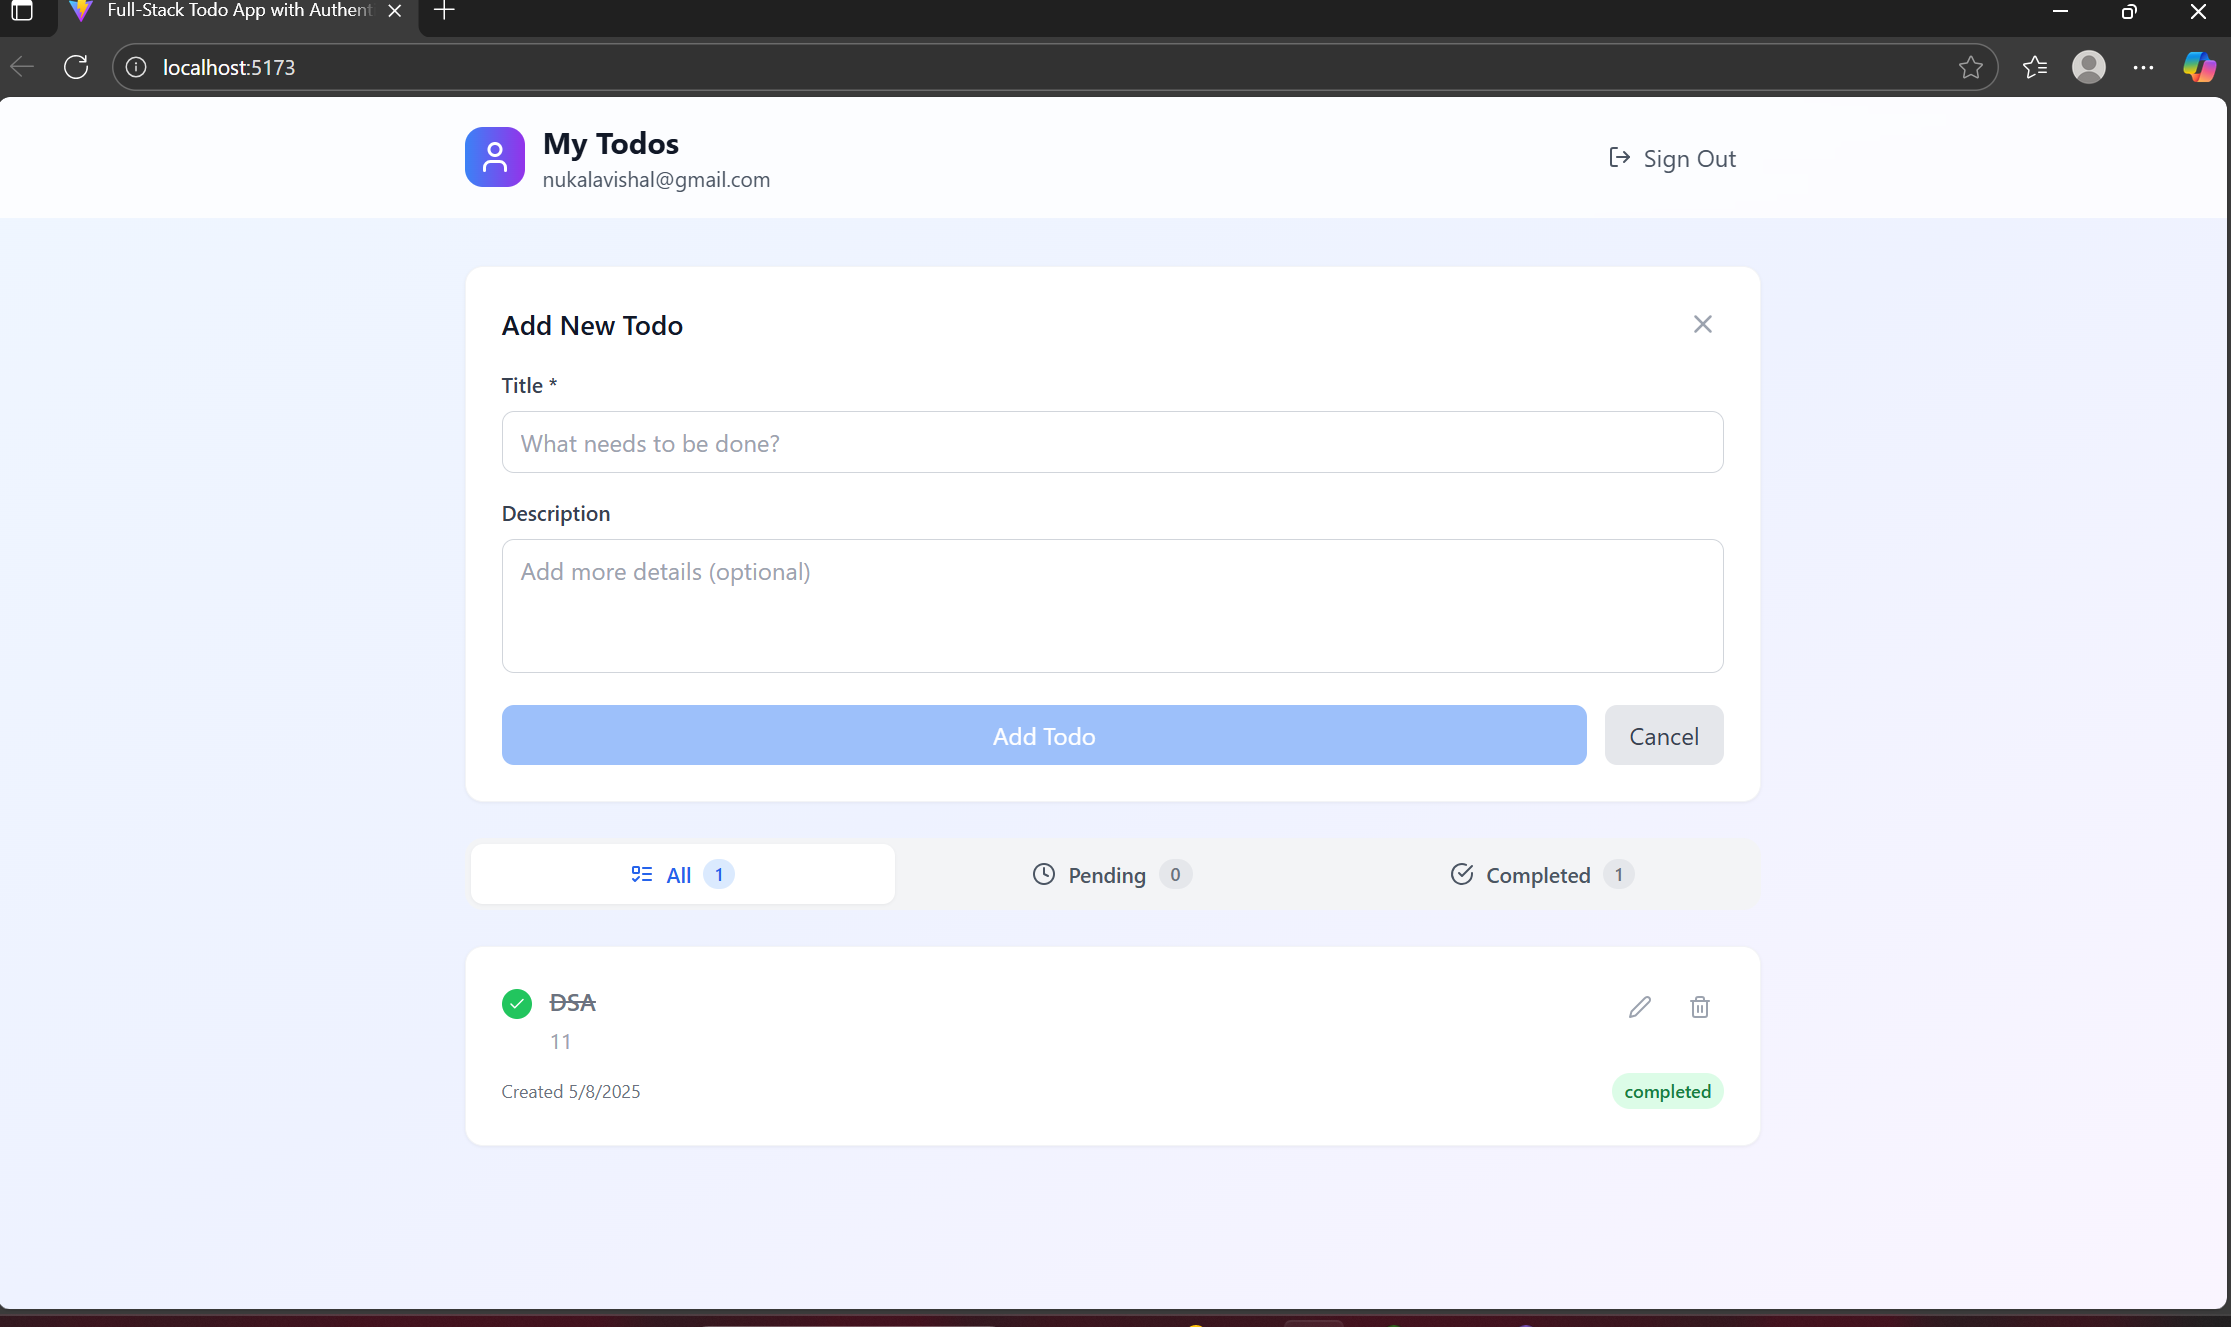 Full-Stack Todo App with Authent
localhost:5173
My Todos
nukalavishal@gmail.com
Sign Out
Add New Todo
Title *
What needs to be done?
Description
Add more details (optional)
Add Todo
Cancel
All 1
Pending 0
Completed 1
DSA
11
Created 5/8/2025
completed